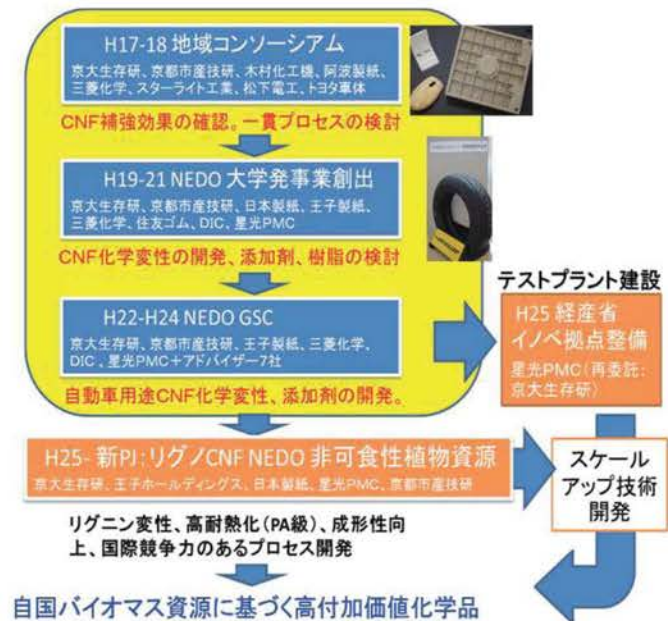 H17-18 地域コンソーシアム
京大生存研、京都市産技研、木村化工機、阿波製紙、
三菱化学、スターライト工業、松下電工、トヨタ車体
CNF補強効果の確認。一貫プロセスの検討
H19-21 NEDO 大学発事業創出
京大生存研、京都市産技研、日本製紙、王子製紙、
三菱化学、住友ゴム、DIC、星光PMC
CNF化学変性の開発、添加剤、樹脂の検討
H22-H24 NEDO GSC
京大生存研、京都市産技研、王子製紙、三菱化学、
DIC、星光PMC＋アドバイザー7社
自動車用途CNF化学変性、添加剤の開発。
テストプラント建設
H25 経産省
イノベ拠点整備
星光PMC(再委託:
京大生存研)
H25- 新PJ:リグノCNF NEDO 非可食性植物資源
京大生存研、王子ホールディングス、日本製紙、星光PMC、京都市産技研
スケール
アップ技術
開発
リグニン変性、高耐熱化(PA級)、成形性向
上、国際競争力のあるプロセス開発
自国バイオマス資源に基づく高付加価値化学品